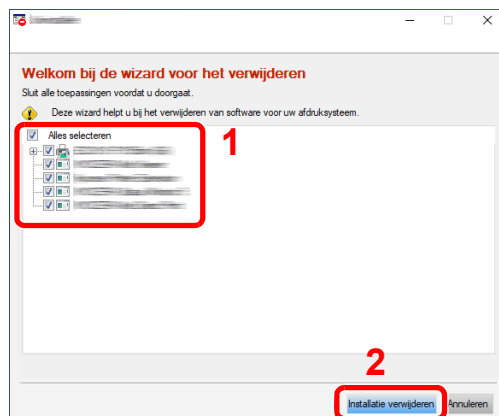 Welkom bij de wizard voor het verwijderen
Sluit alle toepassingen voordat u doorgaat.
Deze wizard helpt u bij het verwijderen van software voor uw afdruksysteem.
Alles selecteren
1
2
Installatie verwijderen
Annuleren